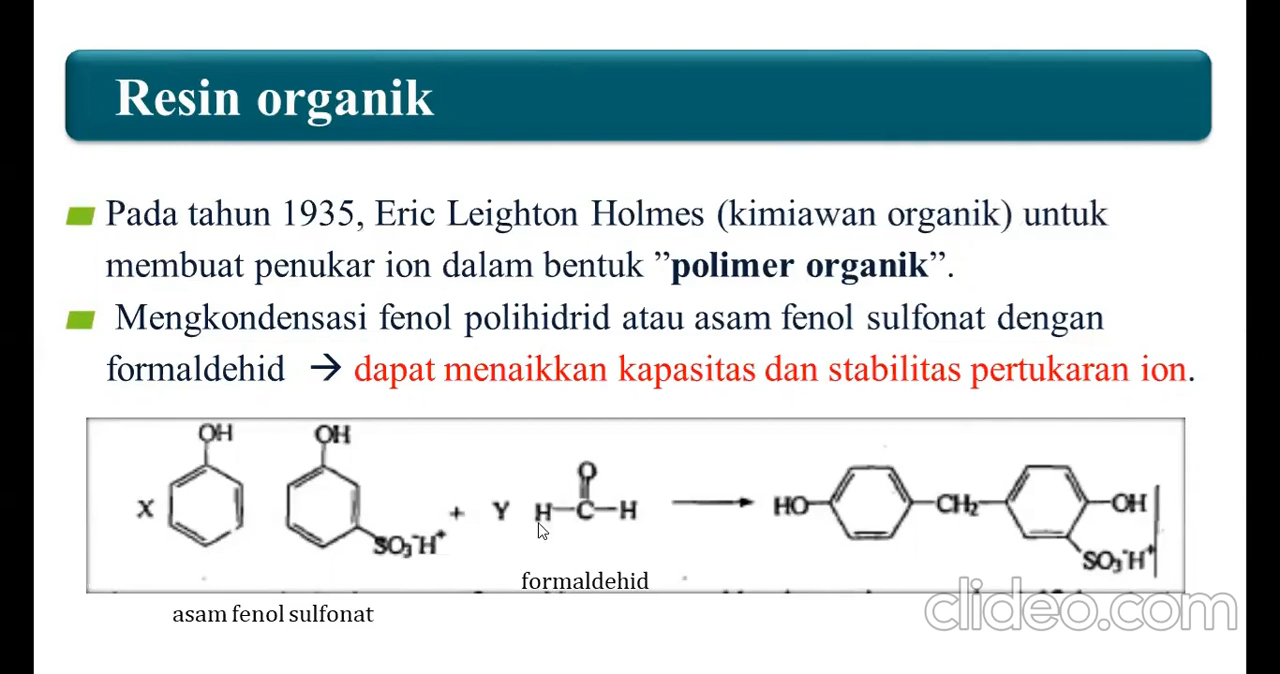 Resin organik
Pada tahun 1935, Eric Leighton Holmes (kimiawan organik) untuk
membuat penukar ion dalam bentuk ”polimer organik”.
Mengkondensasi fenol polihidrid atau asam fenol sulfonat dengan
formaldehid → dapat menaikkan kapasitas dan stabilitas pertukaran ion.
OH OH O
X + Y H–C–H → HO CH₂ OH
SO₃⁻H⁺ SO₃⁻H⁺
formaldehid
asam fenol sulfonat
clideo.com